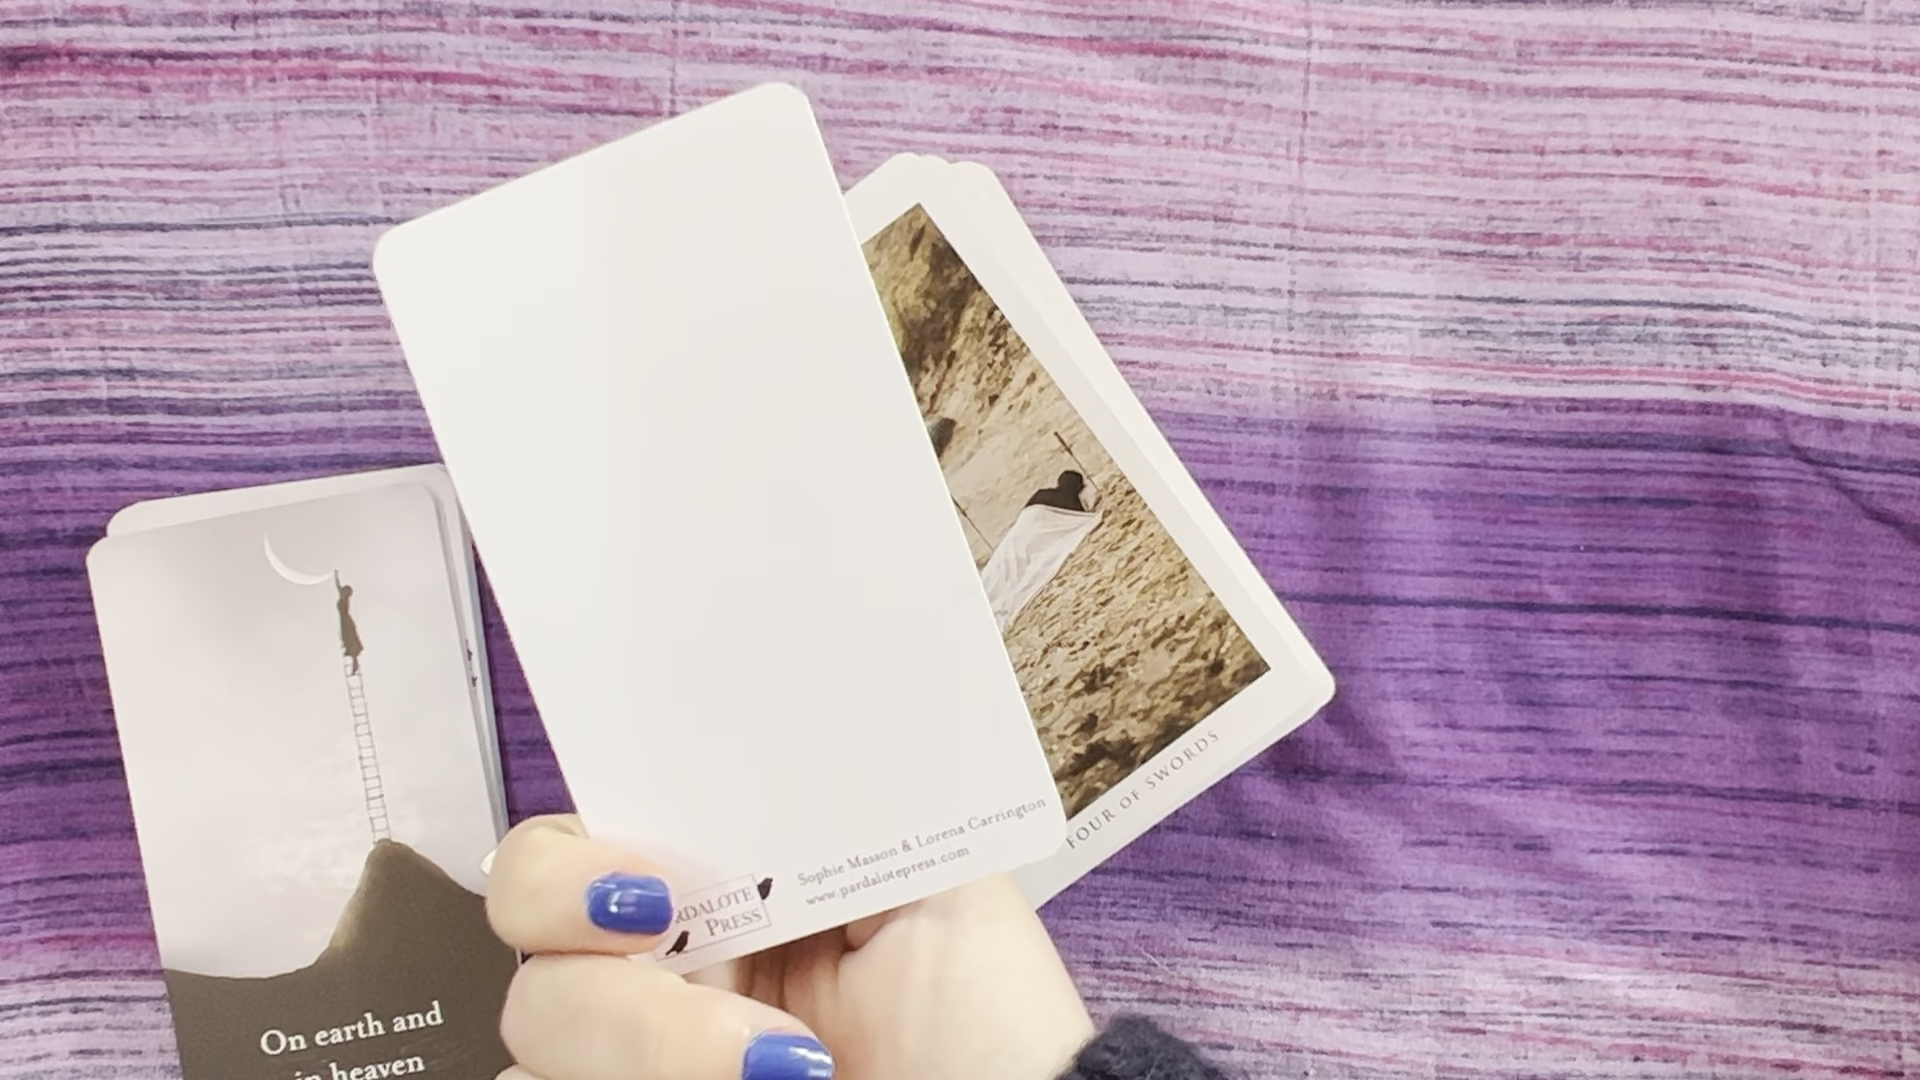 On earth and
in heaven
Sophie Masson & Lorena Carrington
www.pardalotepress.com
PRESS
FOUR OF SWORDS